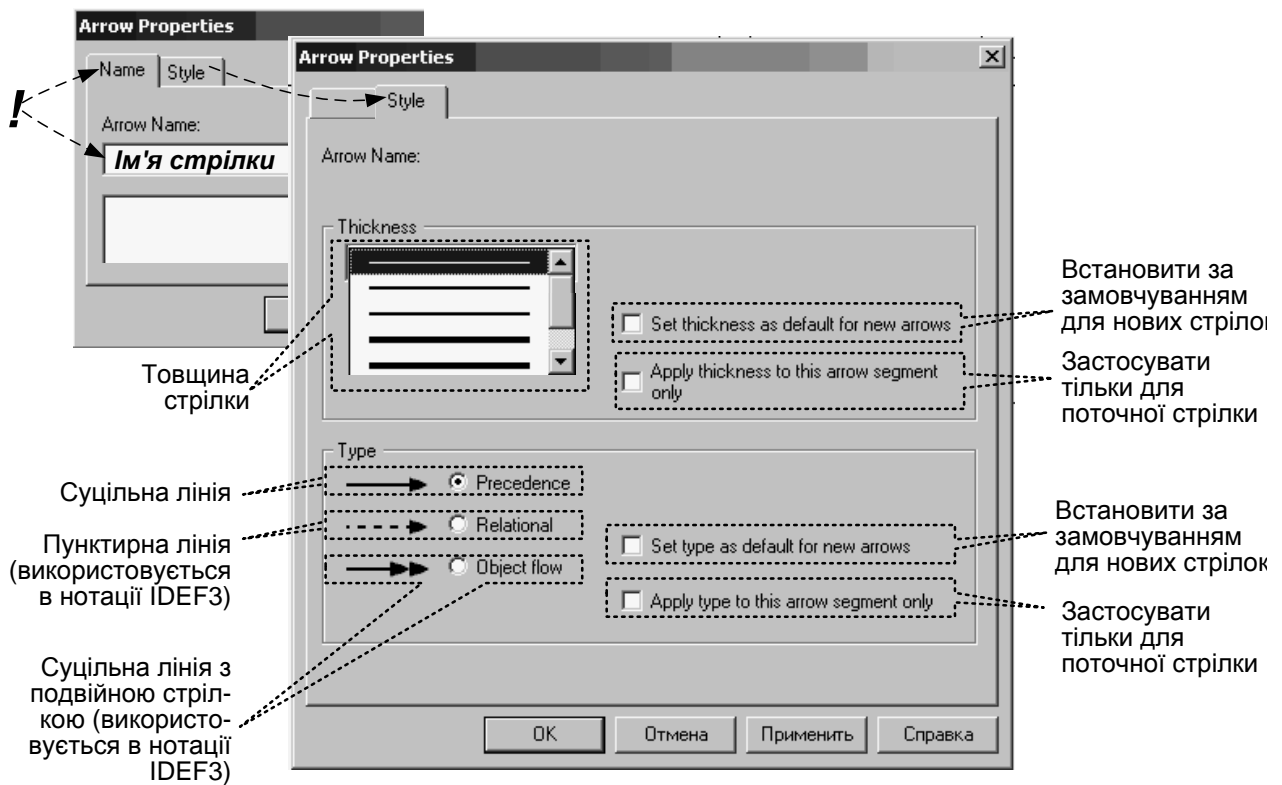 Arrow Properties
Name
Style
!
Arrow Name:
Ім'я стрілки
Arrow Properties
Style
Arrow Name:
Thickness
Set thickness as default for new arrows
Apply thickness to this arrow segment
only
Type
Precedence
Relational
Object flow
Set type as default for new arrows
Apply type to this arrow segment only
OK
Отмена
Применить
Справка
Товщина
стрілки
Суцільна лінія
Пунктирна лінія
(використовується
в нотації IDEF3)
Суцільна лінія з
подвійною стріл-
кою (використо-
вується в нотації
IDEF3)
Встановити за
замовчуванням
для нових стрілок
Застосувати
тільки для
поточної стрілки
Встановити за
замовчуванням
для нових стрілок
Застосувати
тільки для
поточної стрілки